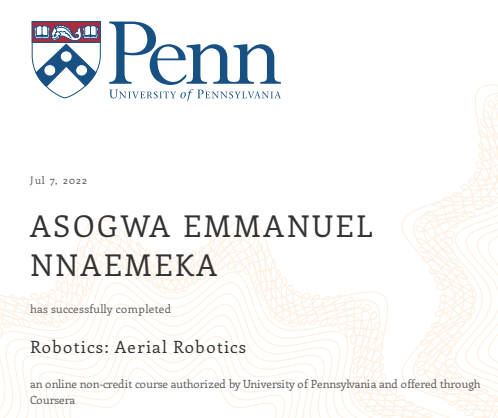 Penn
UNIVERSITY of PENNSYLVANIA
Jul 7, 2022
ASOGWA EMMANUEL
NNAEMEKA
has successfully completed
Robotics: Aerial Robotics
an online non-credit course authorized by University of Pennsylvania and offered through
Coursera